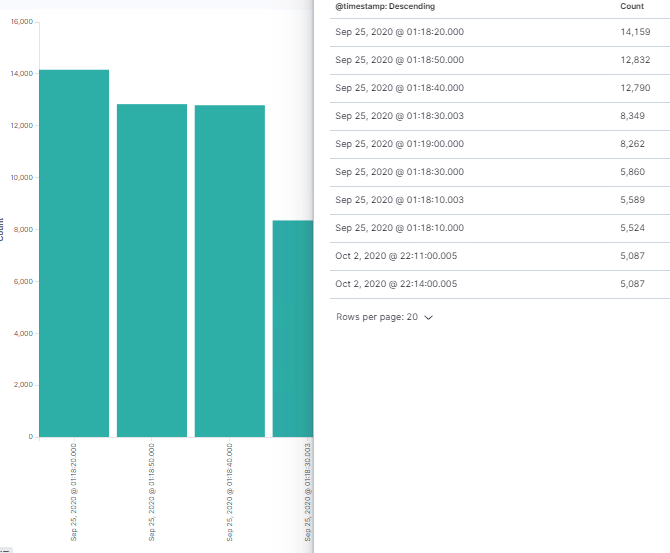 16,000
14,000
12,000
10,000
8,000
6,000
4,000
2,000
0
Count
Sep 25, 2020 @ 01:18:20.000
Sep 25, 2020 @ 01:18:50.000
Sep 25, 2020 @ 01:18:40.000
Sep 25, 2020 @ 01:18:30.003
@timestamp: Descending Count
Sep 25, 2020 @ 01:18:20.000 14,159
Sep 25, 2020 @ 01:18:50.000 12,832
Sep 25, 2020 @ 01:18:40.000 12,790
Sep 25, 2020 @ 01:18:30.003 8,349
Sep 25, 2020 @ 01:19:00.000 8,262
Sep 25, 2020 @ 01:18:30.000 5,860
Sep 25, 2020 @ 01:18:10.003 5,589
Sep 25, 2020 @ 01:18:10.000 5,524
Oct 2, 2020 @ 22:11:00.005 5,087
Oct 2, 2020 @ 22:14:00.005 5,087
Rows per page: 20